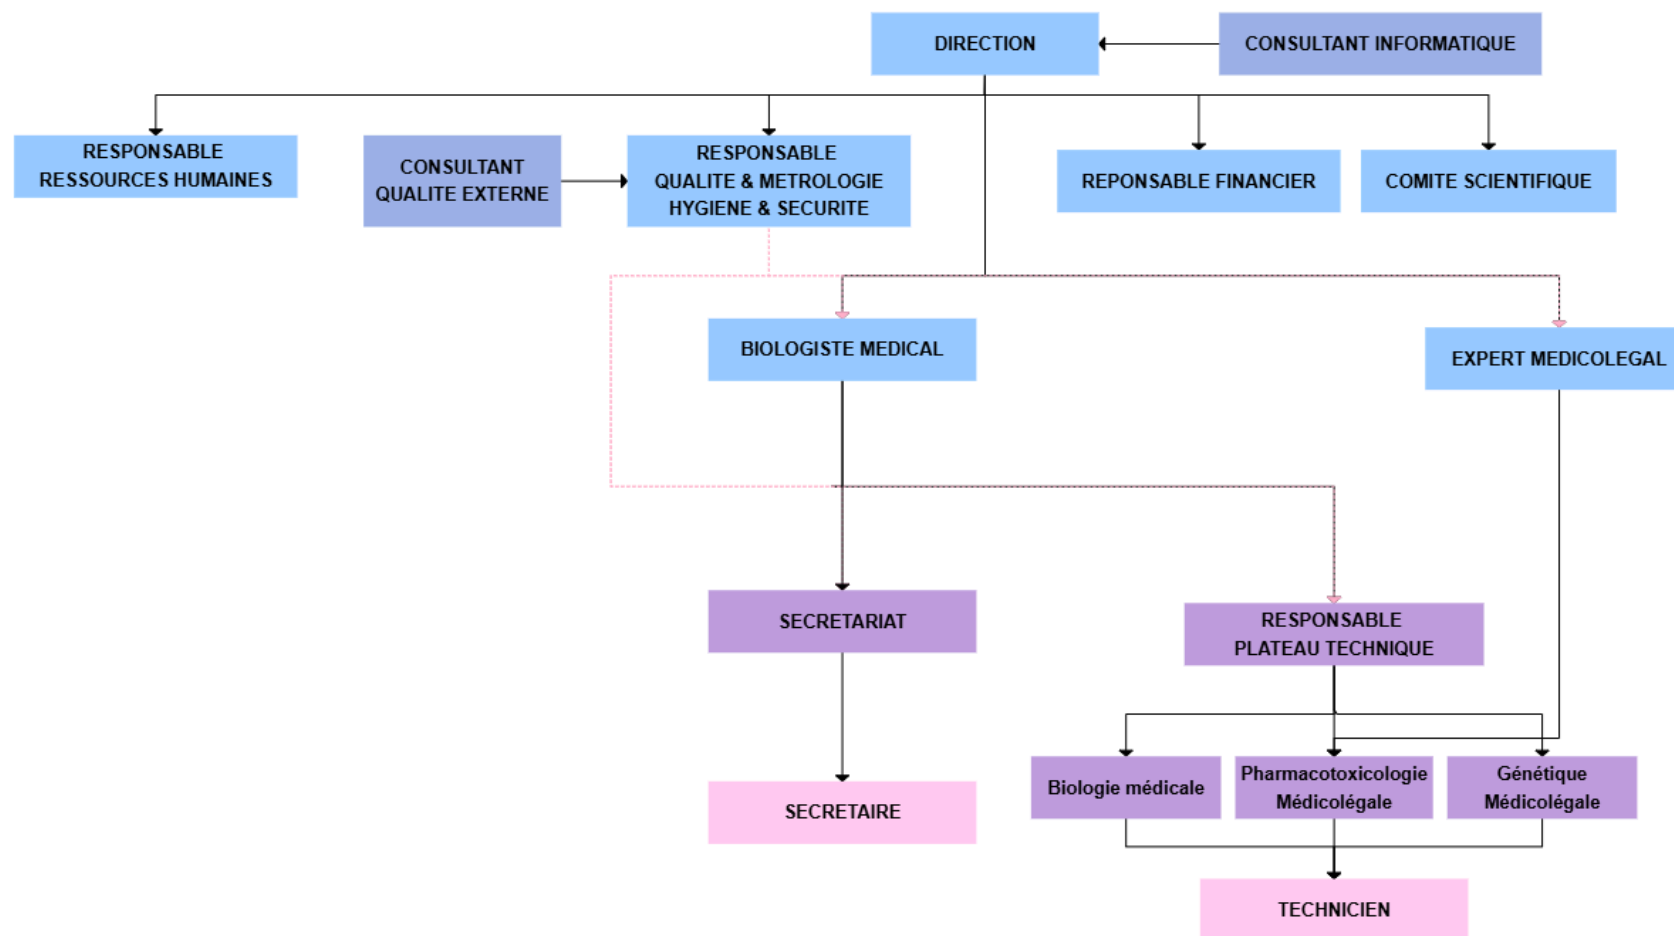 DIRECTION
CONSULTANT INFORMATIQUE
RESPONSABLE
RESSOURCES HUMAINES
CONSULTANT
QUALITE EXTERNE
RESPONSABLE
QUALITE & METROLOGIE
HYGIENE & SECURITE
REPONSABLE FINANCIER
COMITE SCIENTIFIQUE
BIOLOGISTE MEDICAL
EXPERT MEDICOLEGAL
SECRETARIAT
RESPONSABLE
PLATEAU TECHNIQUE
Biologie médicale
Pharmacotoxicologie
Médicolégale
Génétique
Médicolégale
SECRETAIRE
TECHNICIEN